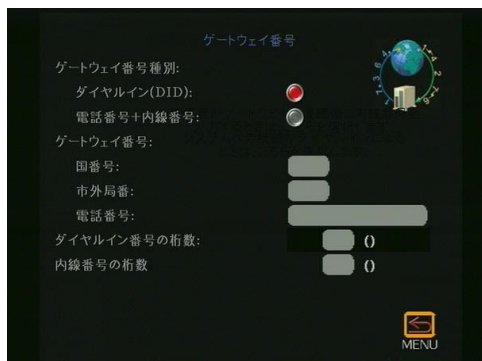 ゲートウェイ番号
ゲートウェイ番号種別:
ダイヤルイン(DID):
電話番号+内線番号:
ゲートウェイ番号:
国番号:
市外局番:
電話番号:
ダイヤルイン番号の桁数: ()
内線番号の桁数 ()
MENU